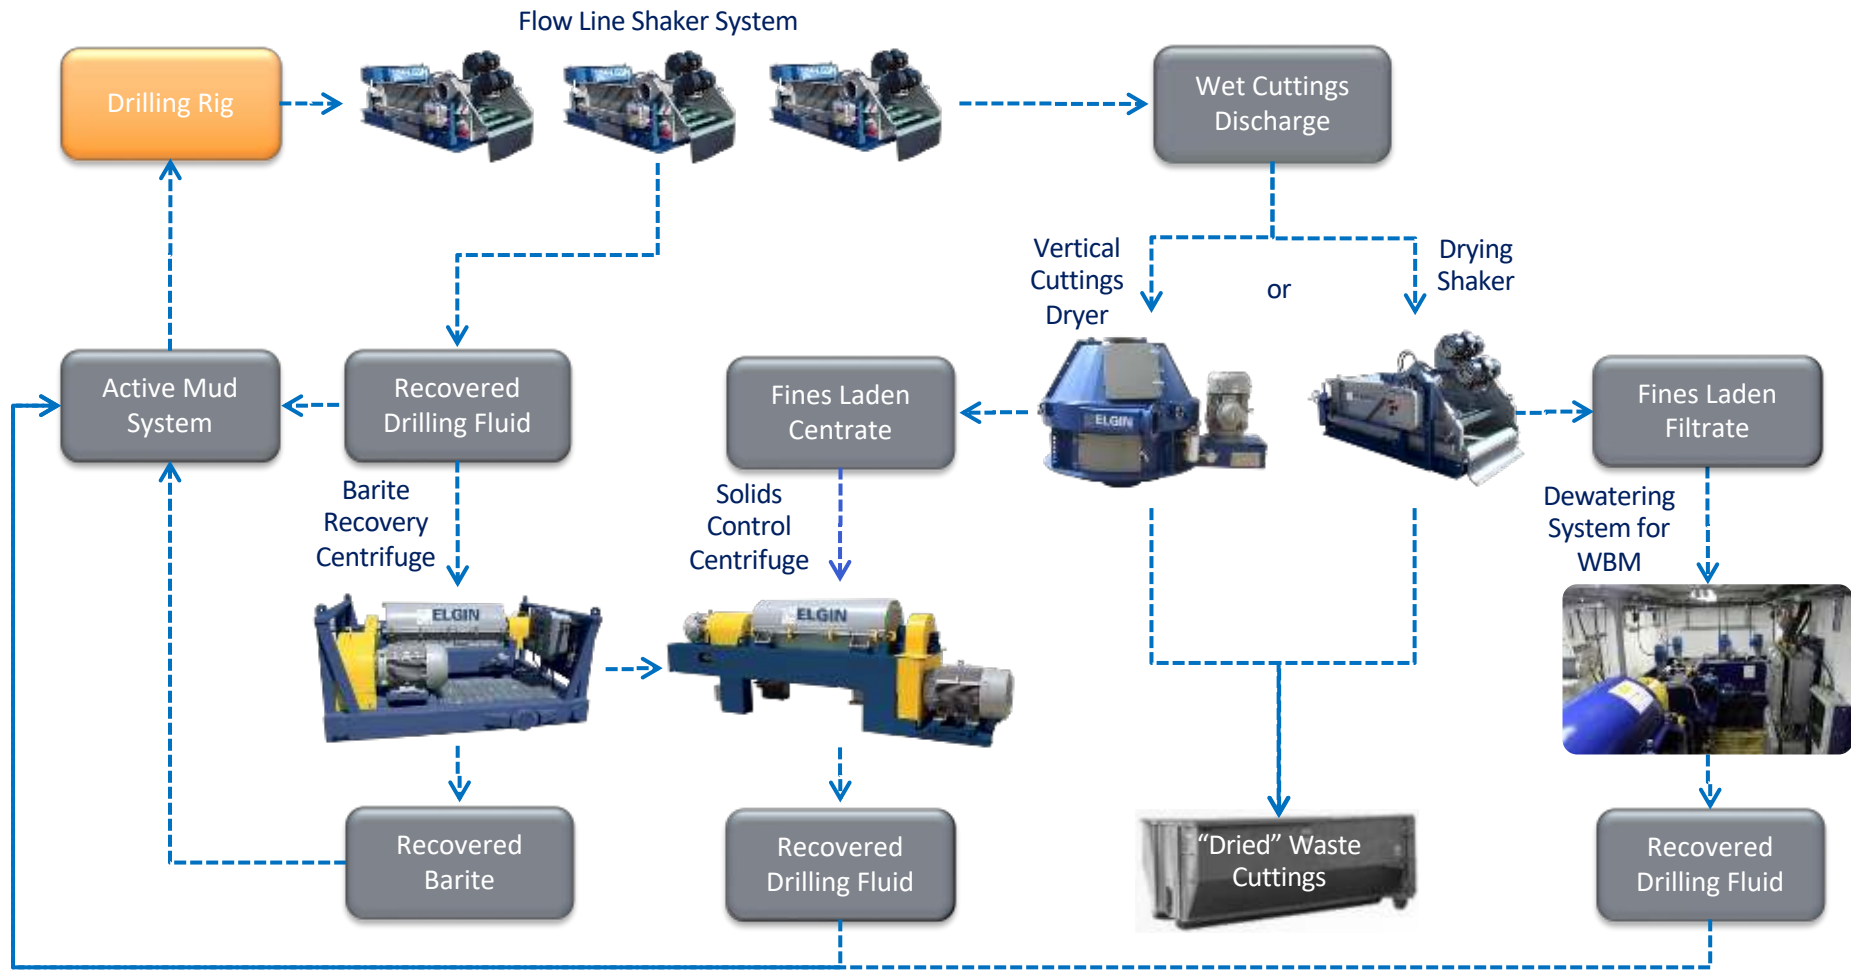 Flow Line Shaker System
Drilling Rig
Wet Cuttings
Discharge
Vertical
Cuttings
Dryer
or
Drying
Shaker
Active Mud
System
Recovered
Drilling Fluid
Fines Laden
Centrate
ELGIN
Fines Laden
Filtrate
Barite
Recovery
Centrifuge
Solids
Control
Centrifuge
Dewatering
System for
WBM
ELGIN
ELGIN
Recovered
Barite
Recovered
Drilling Fluid
“Dried” Waste
Cuttings
Recovered
Drilling Fluid